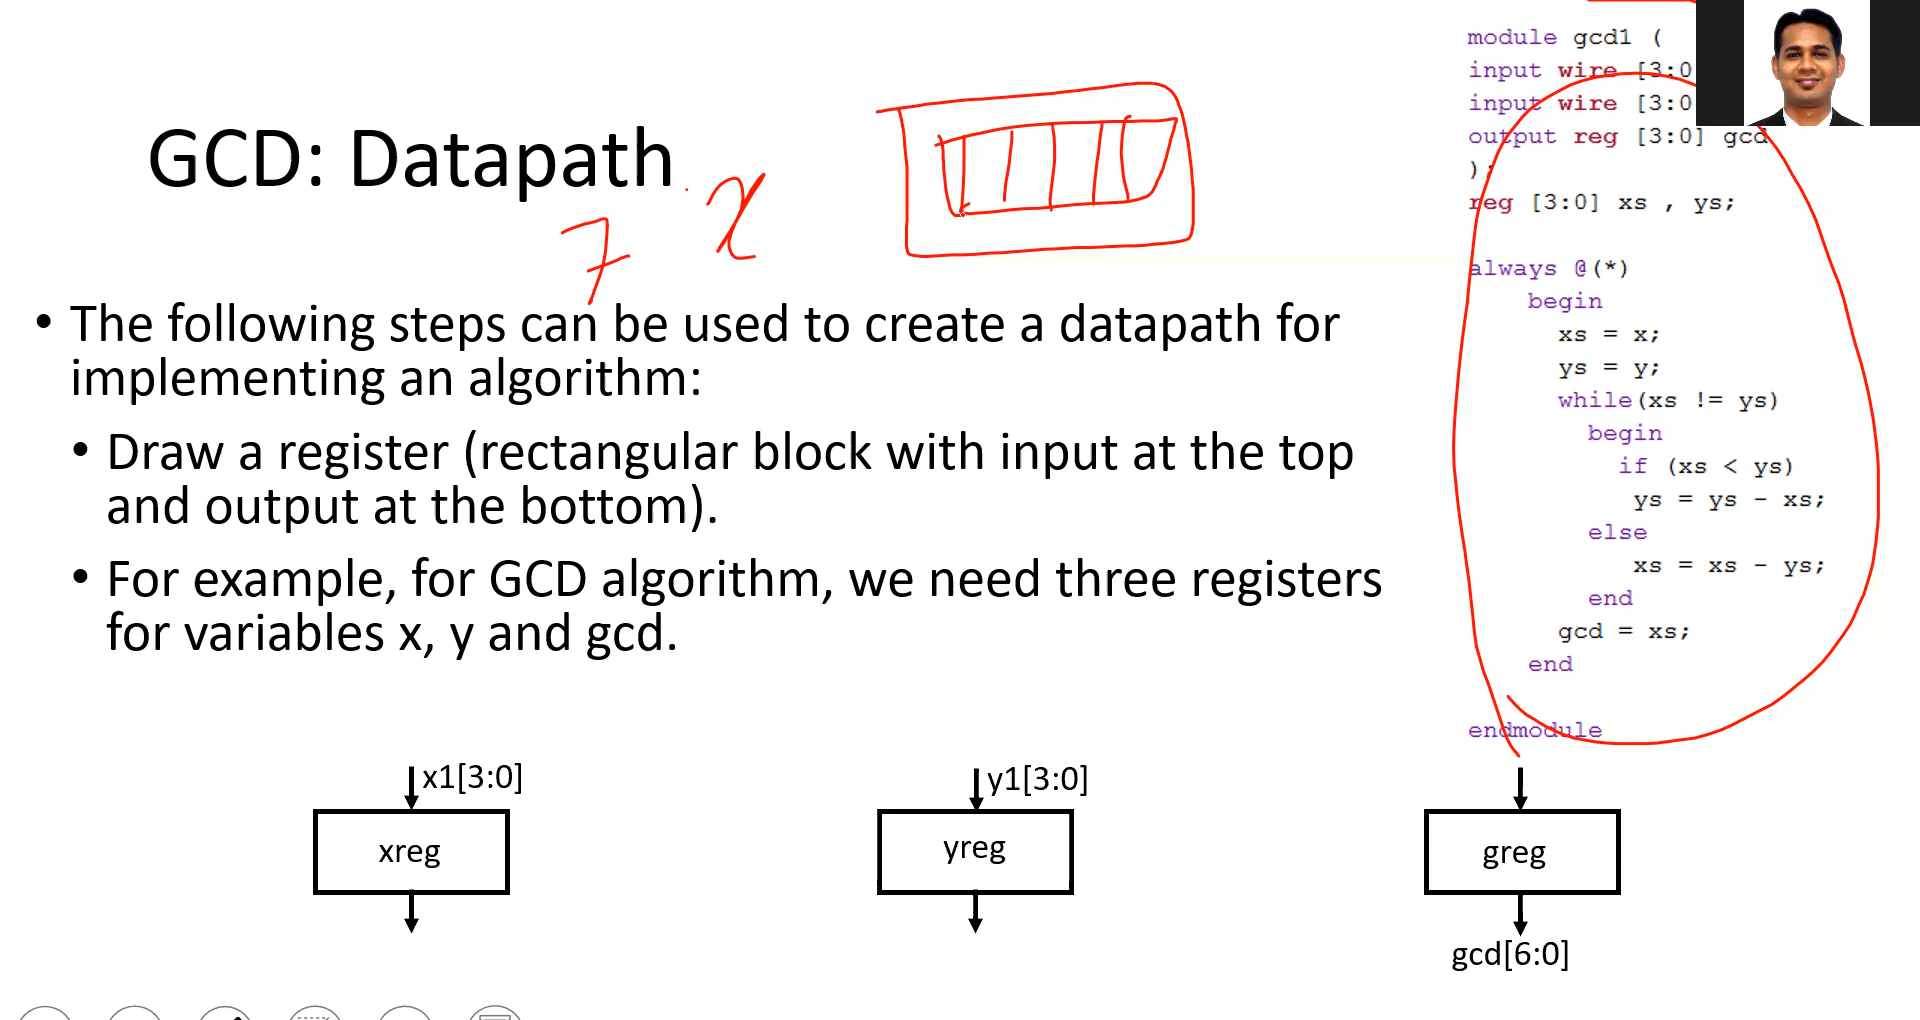 GCD: Datapath
7 x
• The following steps can be used to create a datapath for
implementing an algorithm:
• Draw a register (rectangular block with input at the top
and output at the bottom).
• For example, for GCD algorithm, we need three registers
for variables x, y and gcd.
module gcd1 (
input wire [3:0
input wire [3:0
output reg [3:0] gcd
);
reg [3:0] xs , ys;
always @(*)
begin
xs = x;
ys = y;
while(xs != ys)
begin
if (xs < ys)
ys = ys - xs;
else
xs = xs - ys;
end
gcd = xs;
end
endmodule
x1[3:0]
xreg
y1[3:0]
yreg
greg
gcd[6:0]